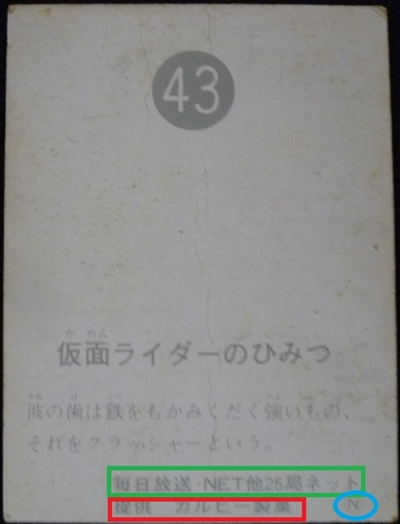 43
仮面ライダーのひみつ
彼の歯は鉄をもかみくだく強いもの、
それをクラッシャーという。
毎日放送・NET他25局ネット
提供 カルビー製菓 N